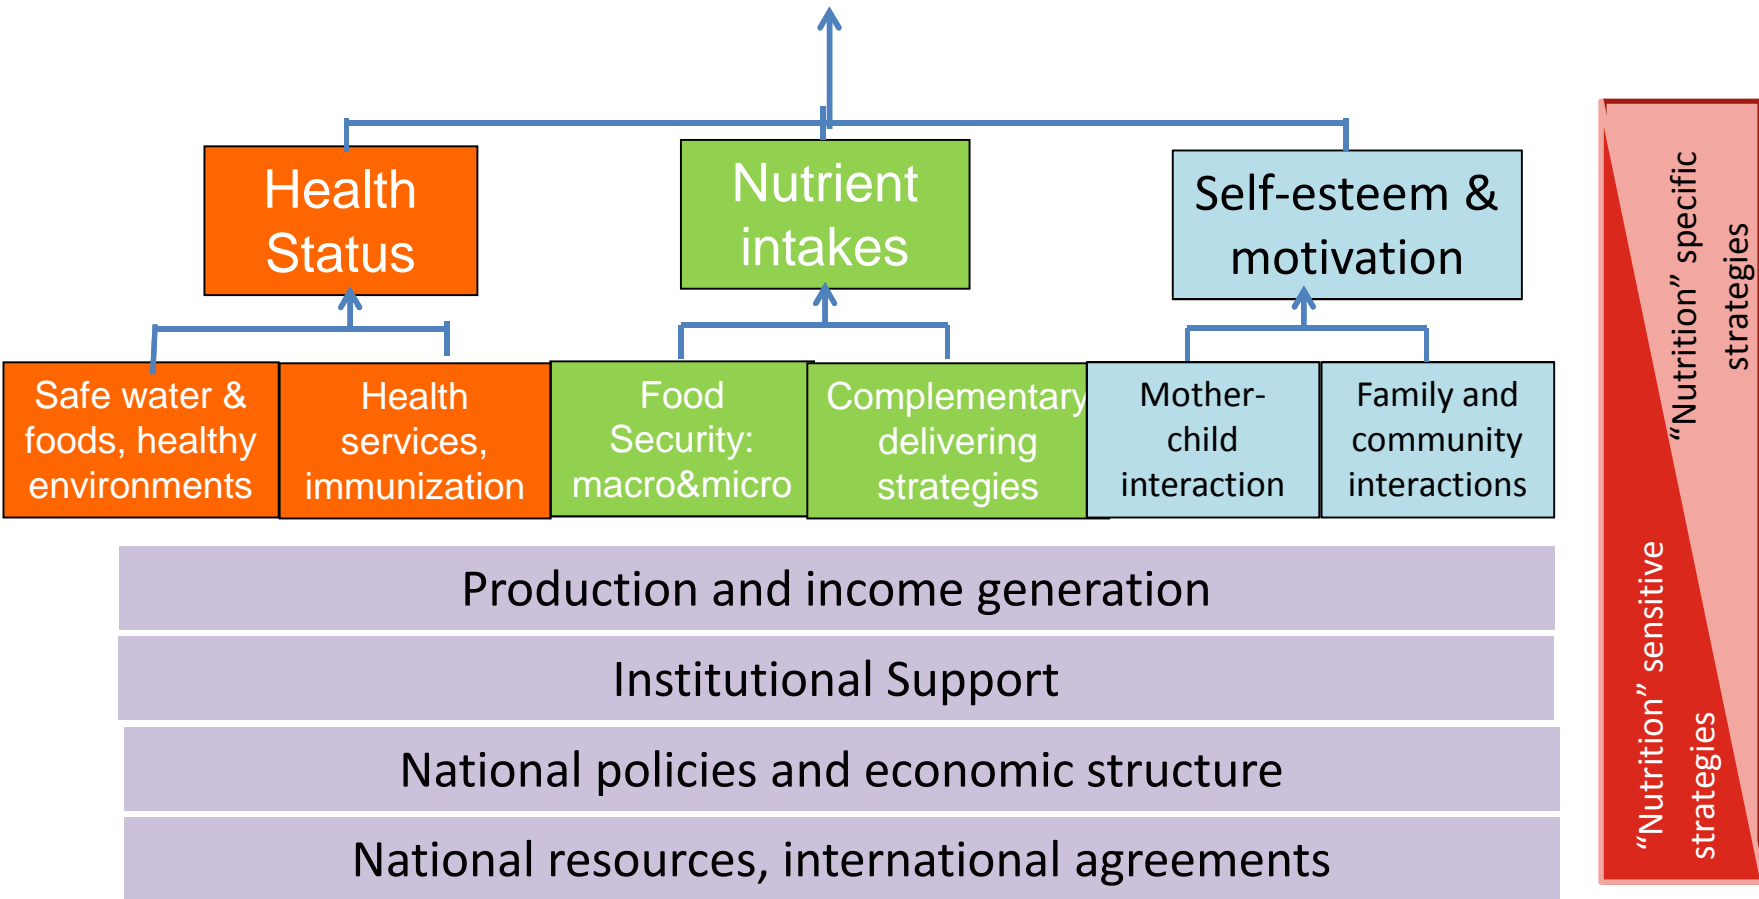 Health
Status
Nutrient
intakes
Self-esteem &
motivation
Safe water &
foods, healthy
environments
Health
services,
immunization
Food
Security:
macro&micro
Complementary
delivering
strategies
Mother-
child
interaction
Family and
community
interactions
Production and income generation
Institutional Support
National policies and economic structure
National resources, international agreements
“Nutrition” specific
strategies
“Nutrition” sensitive
strategies